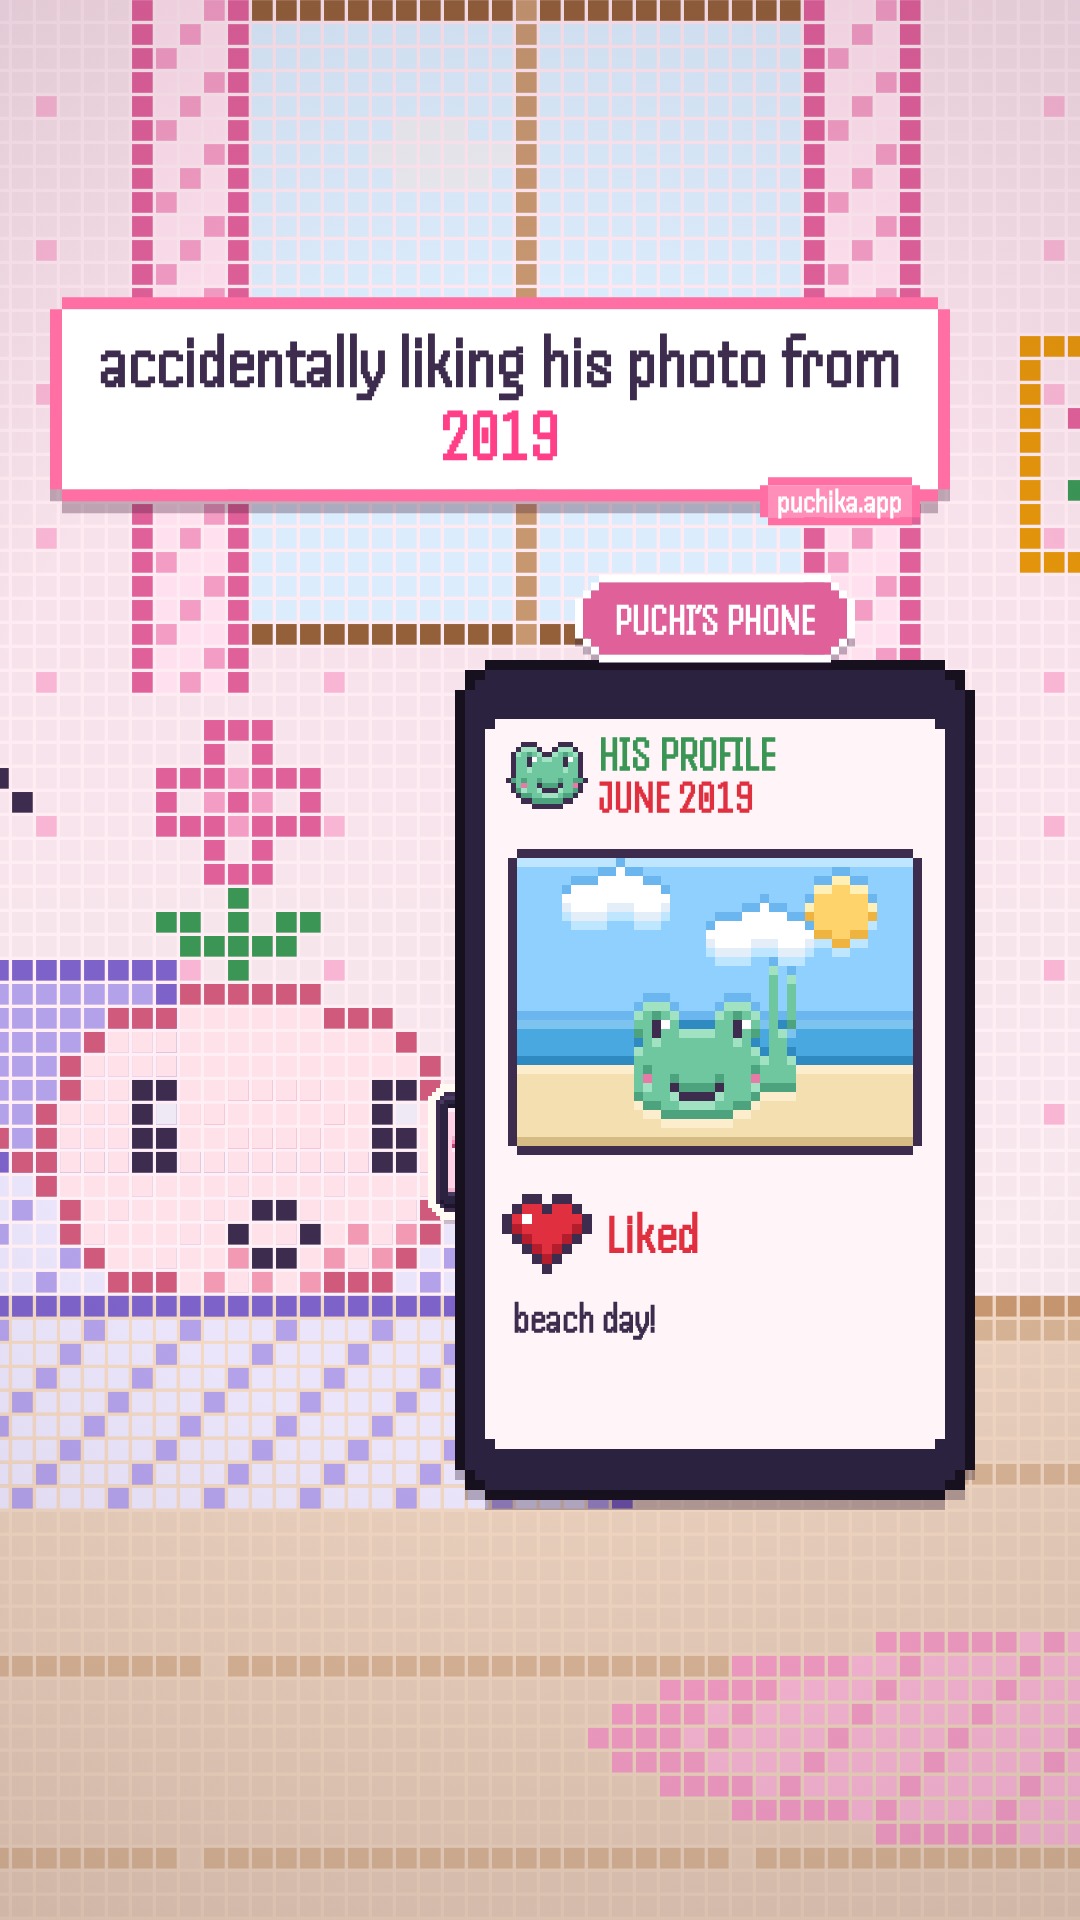 accidentally liking his photo from
2019
puchika.app
PUCHI'S PHONE
HIS PROFILE
JUNE 2019
Liked
beach day!